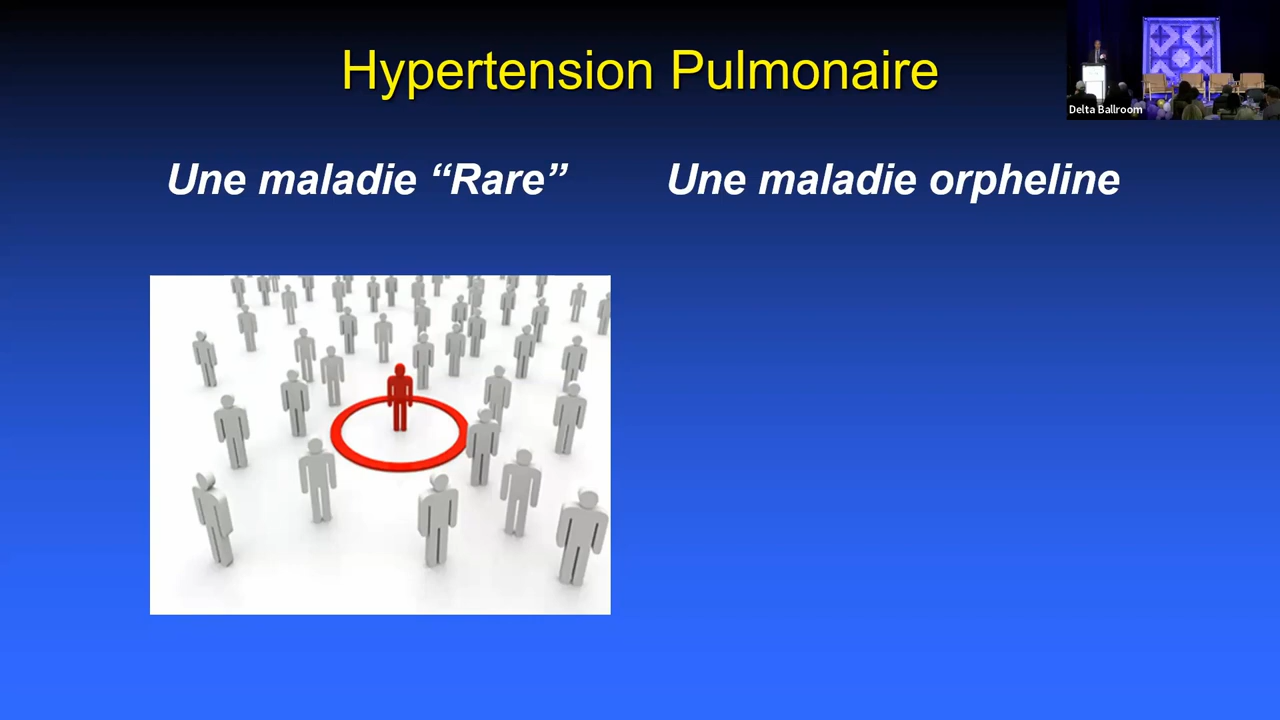 Hypertension Pulmonaire
Delta Ballroom
Une maladie “Rare”
Une maladie orpheline